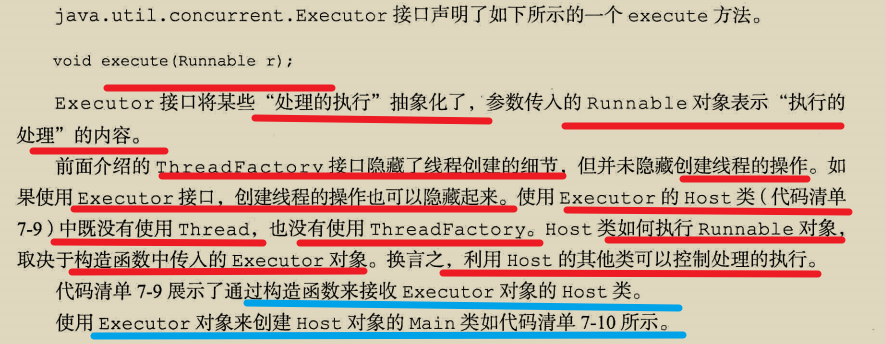 java.util.concurrent.Executor 接口声明了如下所示的一个 execute 方法。
void execute(Runnable r);
Executor 接口将某些“处理的执行”抽象化了，参数传入的 Runnable 对象表示“执行的
处理”的内容。
前面介绍的 ThreadFactory 接口隐藏了线程创建的细节，但并未隐藏创建线程的操作。如
果使用 Executor 接口，创建线程的操作也可以隐藏起来。使用 Executor 的 Host 类（代码清单
7-9）中既没有使用 Thread，也没有使用 ThreadFactory。Host 类如何执行 Runnable 对象，
取决于构造函数中传入的 Executor 对象。换言之，利用 Host 的其他类可以控制处理的执行。
代码清单 7-9 展示了通过构造函数来接收 Executor 对象的 Host 类。
使用 Executor 对象来创建 Host 对象的 Main 类如代码清单 7-10 所示。